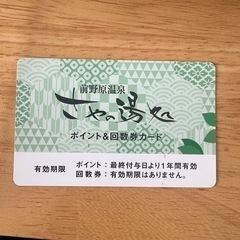 前野原温泉
さやの湯処
ポイント&回数券カード
有効期限 ポイント：最終付与日より1年間有効
回数券：有効期限はありません。